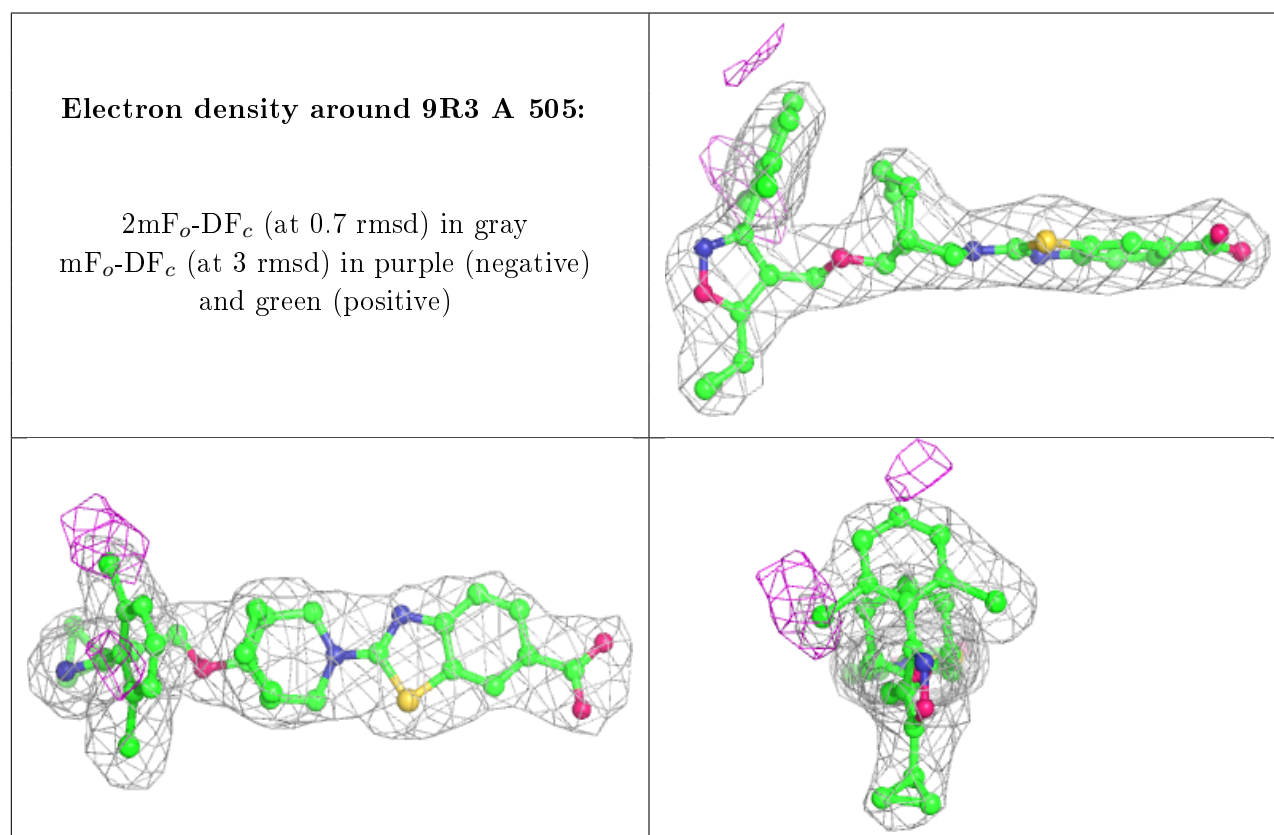 Electron density around 9R3 A 505:
2mFo-DFc (at 0.7 rmsd) in gray
mFo-DFc (at 3 rmsd) in purple (negative)
and green (positive)